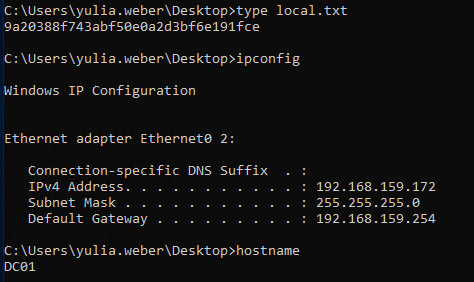 C:\Users\yulia.weber\Desktop>type local.txt
9a20388f743abf50e0a2d3bf6e191fce
C:\Users\yulia.weber\Desktop>ipconfig
Windows IP Configuration
Ethernet adapter Ethernet0 2:
Connection-specific DNS Suffix  . :
IPv4 Address. . . . . . . . . . . : 192.168.159.172
Subnet Mask . . . . . . . . . . . : 255.255.255.0
Default Gateway . . . . . . . . . : 192.168.159.254
C:\Users\yulia.weber\Desktop>hostname
DC01